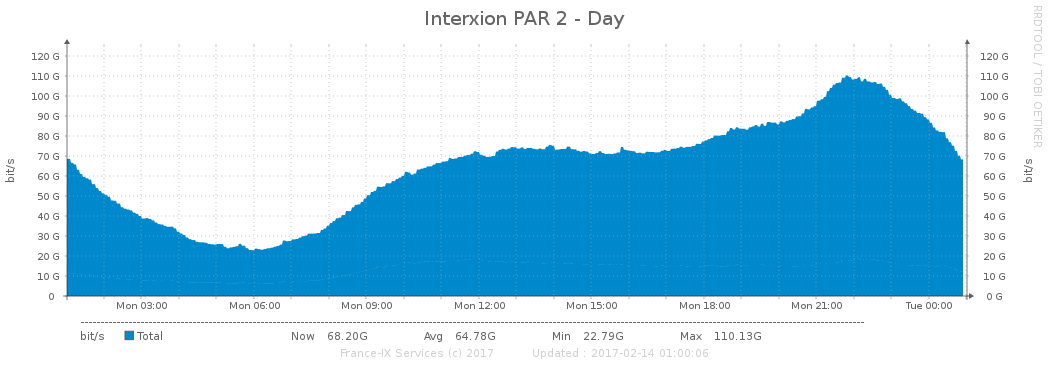 Interxion PAR 2 - Day
RRDTOOL / TOBI OETIKER
bit/s
120 G 120 G
110 G 110 G
100 G 100 G
90 G 90 G
80 G 80 G
70 G 70 G
60 G 60 G
50 G 50 G
40 G 40 G
30 G 30 G
20 G 20 G
10 G 10 G
0 0 G
bit/s
Mon 03:00 Mon 06:00 Mon 09:00 Mon 12:00 Mon 15:00 Mon 18:00 Mon 21:00 Tue 00:00
bit/s Total Now 68.20G Avg 64.78G Min 22.79G Max 110.13G
France-IX Services (c) 2017 Updated : 2017-02-14 01:00:06